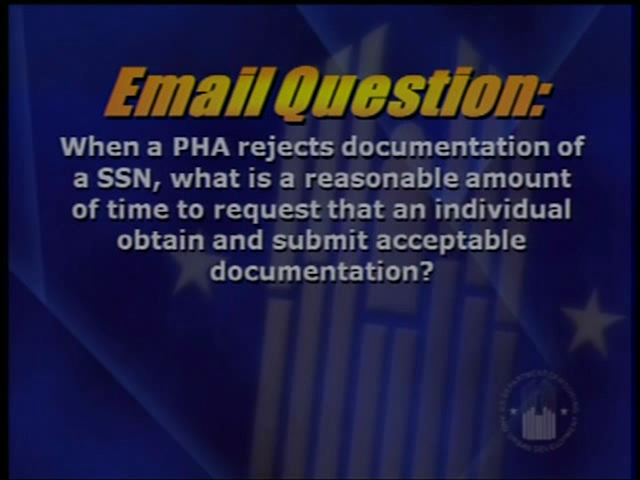 Email Question:
When a PHA rejects documentation of
a SSN, what is a reasonable amount
of time to request that an individual
obtain and submit acceptable
documentation?